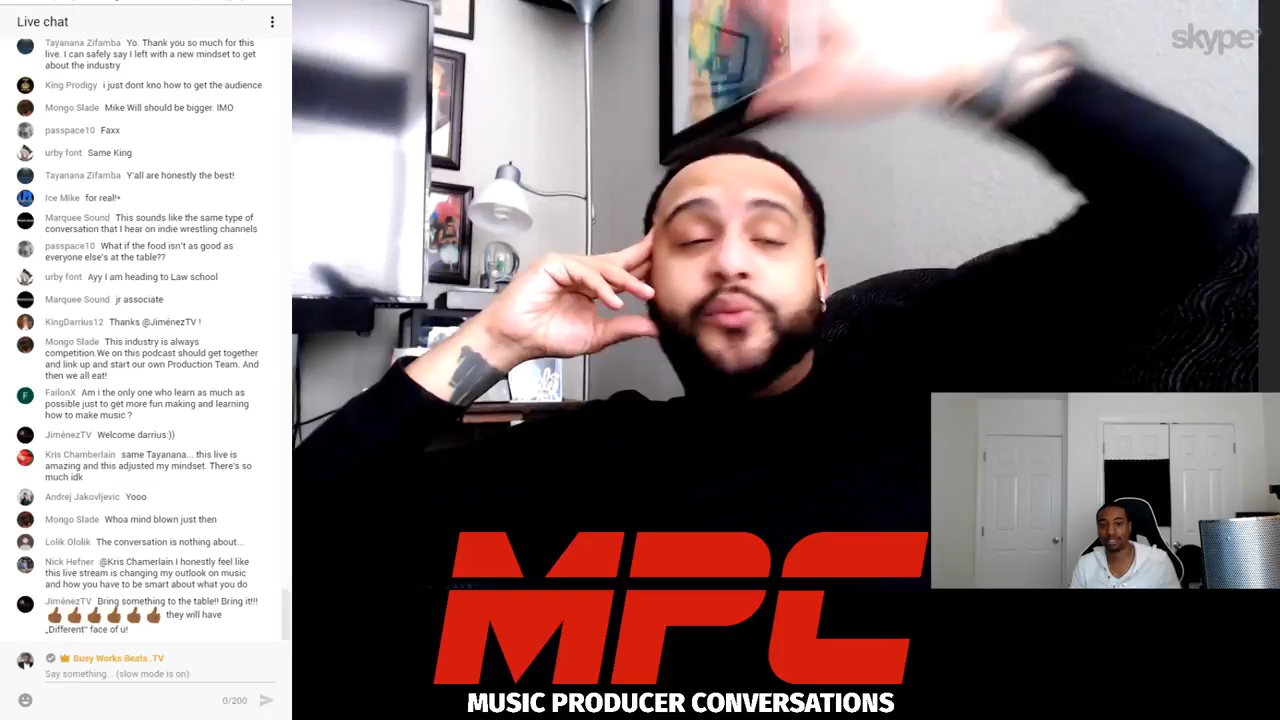 Live chat
Tayanana Zifamba Yo. Thank you so much for this
live. I can safely say I left with a new mindset to get
about the industry
King Prodigy i just dont kno how to get the audience
Mongo Slade Mike Will should be bigger. IMO
passpace10 Faxx
urby font Same King
Tayanana Zifamba Y'all are honestly the best!
Ice Mike for real!*
Marquee Sound This sounds like the same type of
conversation that I hear on indie wrestling channels
passpace10 What if the food isn't as good as
everyone else's at the table??
urby font Ayy I am heading to Law school
Marquee Sound jr associate
KingDarrius12 Thanks @JiménezTV !
Mongo Slade This industry is always
competition.We on this podcast should get together
and link up and start our own Production Team. And
then we all eat!
F
FailonX Am i the only one who learn as much as
possible just to get more fun making and learning
how to make music ?
JiménezTV Welcome darrius:))
Kris Chamberlain same Tayanana... this live is
amazing and this adjusted my mindset. There's so
much idk
Andrej Jakovljevic Yooo
Mongo Slade Whoa mind blown just then
Lolik Ololik The conversation is nothing about...
Nick Hefner @Kris Chamerlain I honestly feel like
this live stream is changing my outlook on music
and how you have to be smart about what you do
JiménezTV Bring something to the table!! Bring it!!!
👍🏾👍🏾👍🏾👍🏾👍🏾👍🏾 they will have
„Different" face of u!
Busy Works Beats .TV
Say something... (slow mode is on)
0/200
skype
MPC
MUSIC PRODUCER CONVERSATIONS